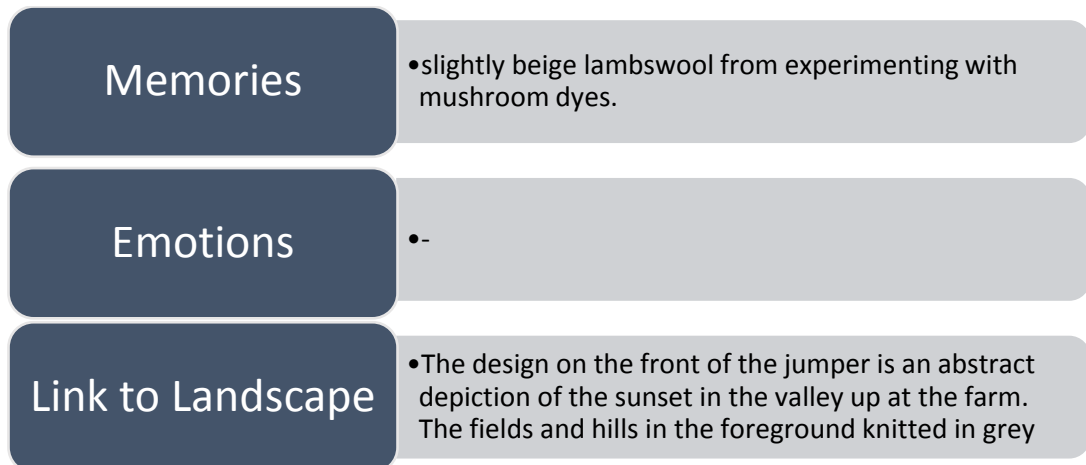 Memories
•slightly beige lambswool from experimenting with
mushroom dyes.
Emotions
•-
Link to Landscape
•The design on the front of the jumper is an abstract
depiction of the sunset in the valley up at the farm.
The fields and hills in the foreground knitted in grey